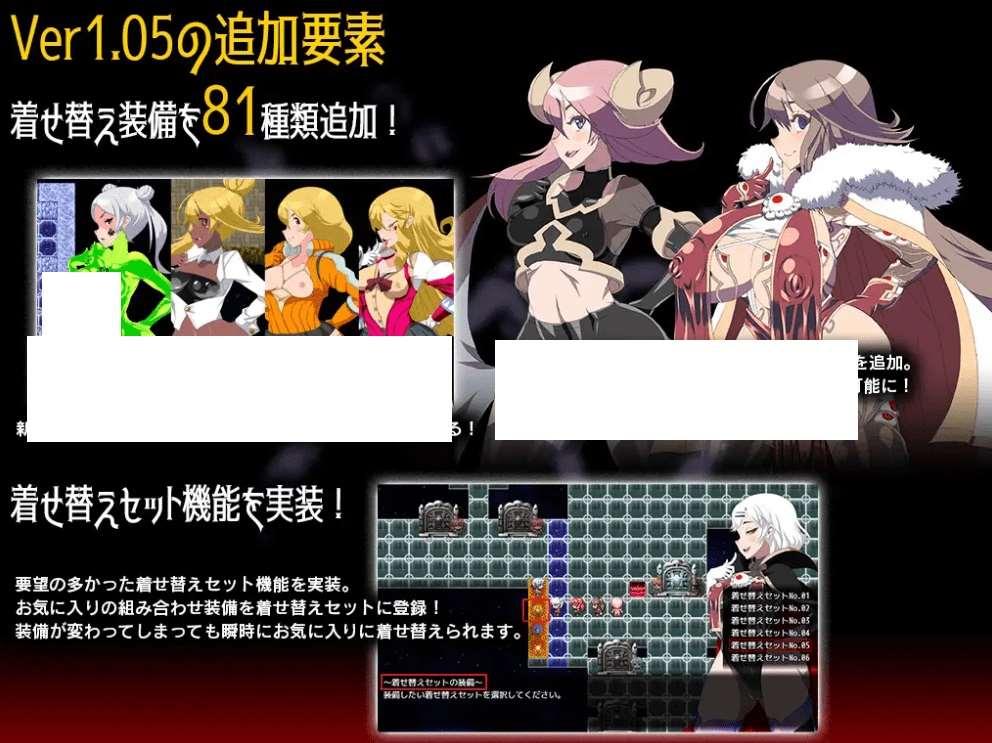 Ver1.05の追加要素
着せ替え装備を81種類追加！
を追加。
可能に！
新
る！
着せ替えセット機能を実装！
要望の多かった着せ替えセット機能を実装。
お気に入りの組み合わせ装備を着せ替えセットに登録！
装備が変わってしまっても瞬時にお気に入りに着せ替えられます。
着せ替えセットNo.01
着せ替えセットNo.02
着せ替えセットNo.03
着せ替えセットNo.04
着せ替えセットNo.05
着せ替えセットNo.06
～着せ替えセットの装備～
装備したい着せ替えセットを選択してください。